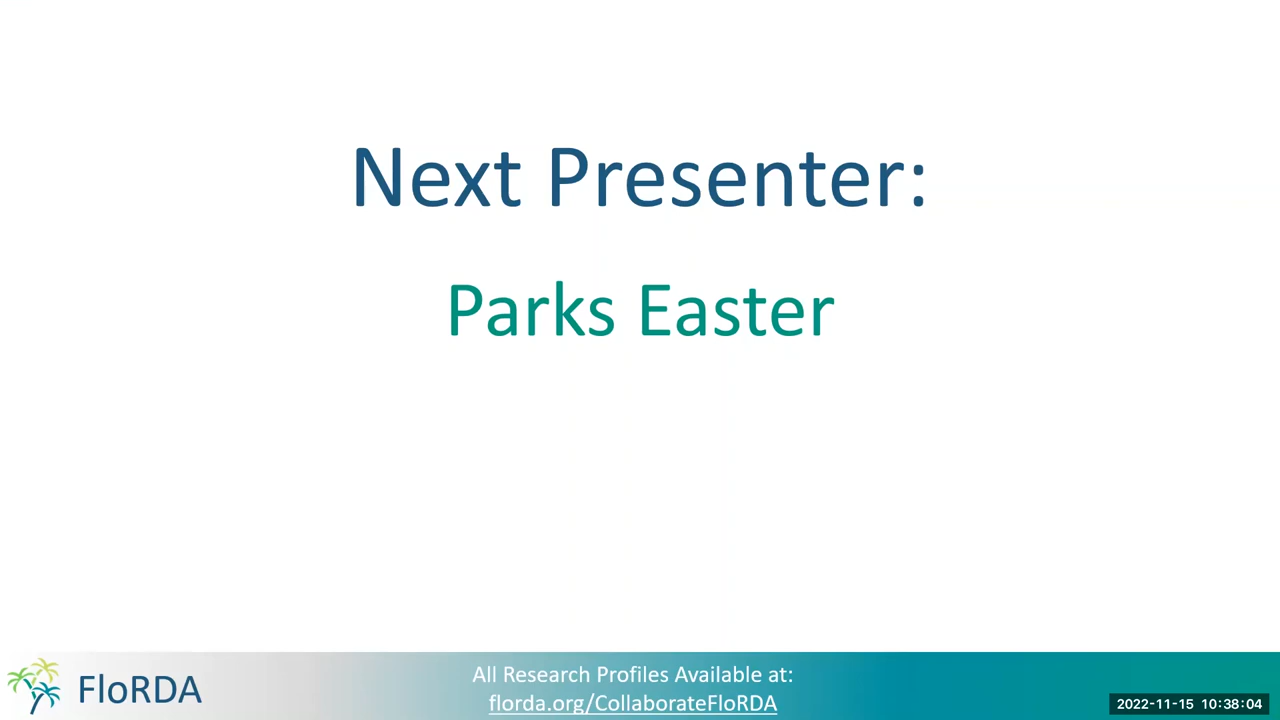 Next Presenter:
Parks Easter
All Research Profiles Available at:
florda.org/CollaborateFloRDA
FloRDA
2022-11-15 10:38:04